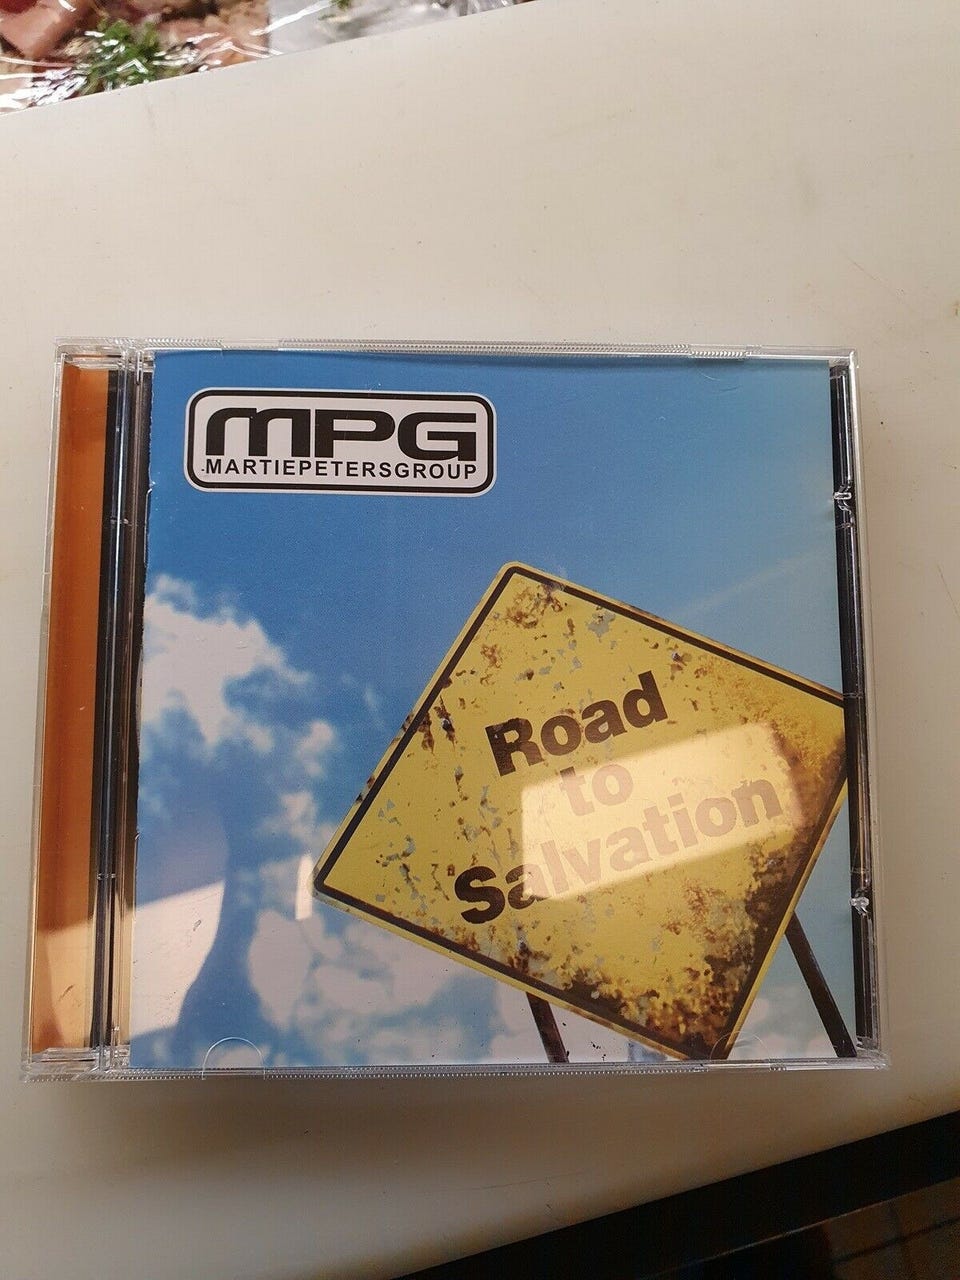 MPG
MARTIEPETERSGROUP
Road
to
Salvation